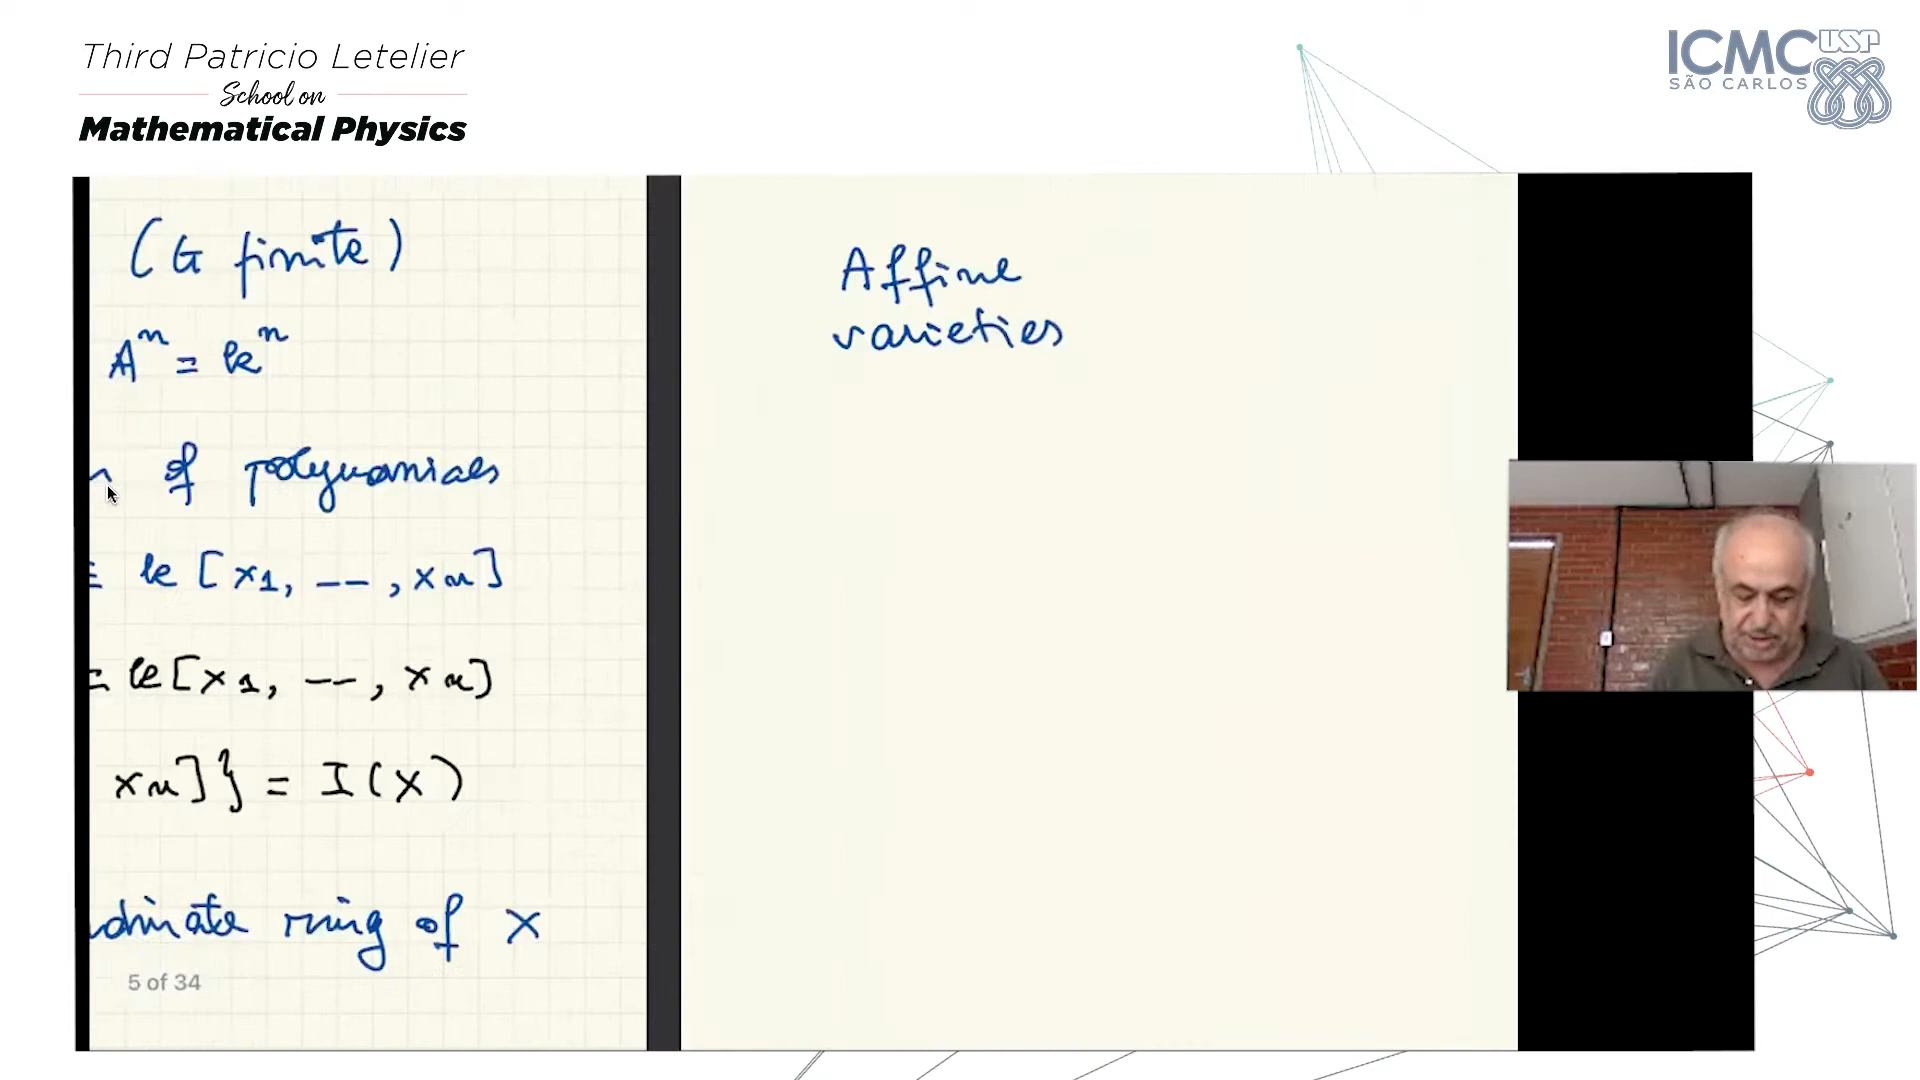 Third Patricio Letelier
School on
Mathematical Physics
ICMC USP
SÃO CARLOS
(G finite)
A^n = k^n
of polynomials
k[x1, --, xn]
= k[x1, --, xn]
xn]} = I(X)
dinate ring of X
5 of 34
Affine
varieties